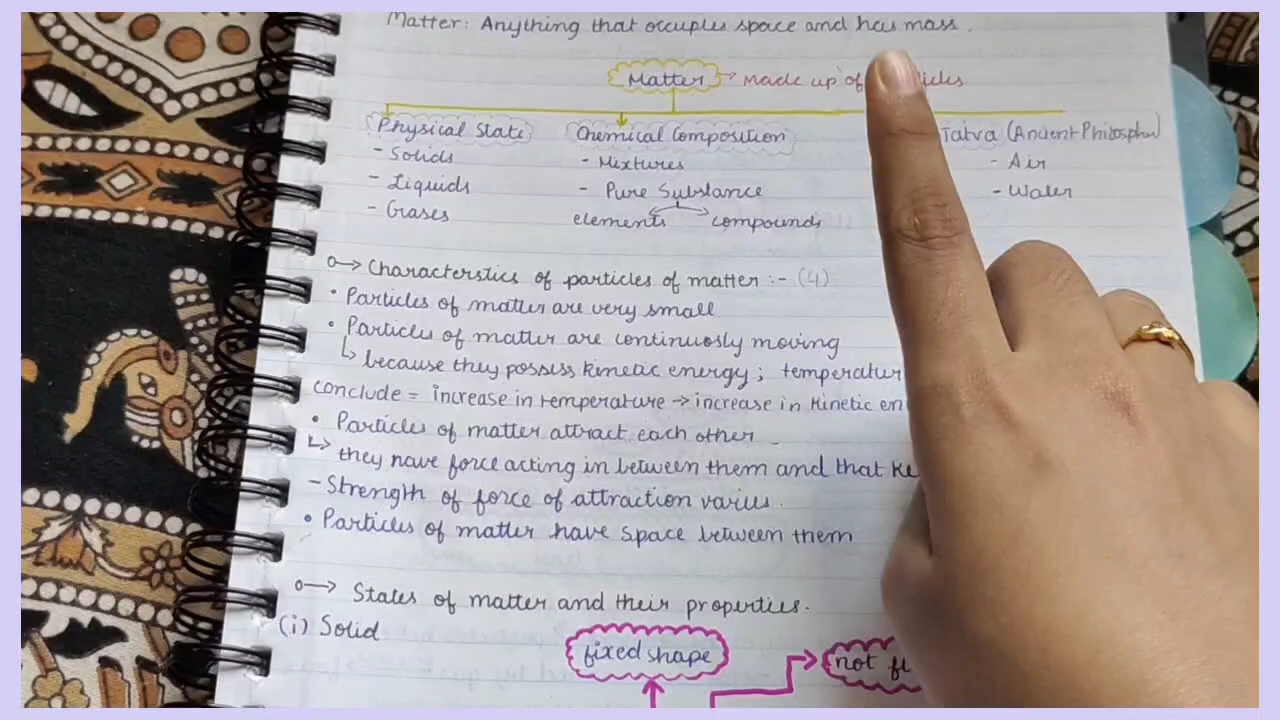 Matter: Anything that occupies space and has mass.
Matter → Made up of
Physical State
- Solids
- Liquids
- Gases
Chemical Composition
- Mixtures
- Pure Substance
elements compounds
Tatva (Ancient Philosopher)
- Air
- Water
o→ Characterstics of particles of matter :- (4)
• Particles of matter are very small
• Particles of matter are continuosly moving
↳ because they possess kinetic energy; temperatur
conclude = increase in temperature → increase in kinetic en
• Particles of matter attract each other
↳ they have force acting in between them and that ke
- Strength of force of attraction varies.
• Particles of matter have space between them
o→ States of matter and their properties.
(i) Solid
fixed shape
not fl